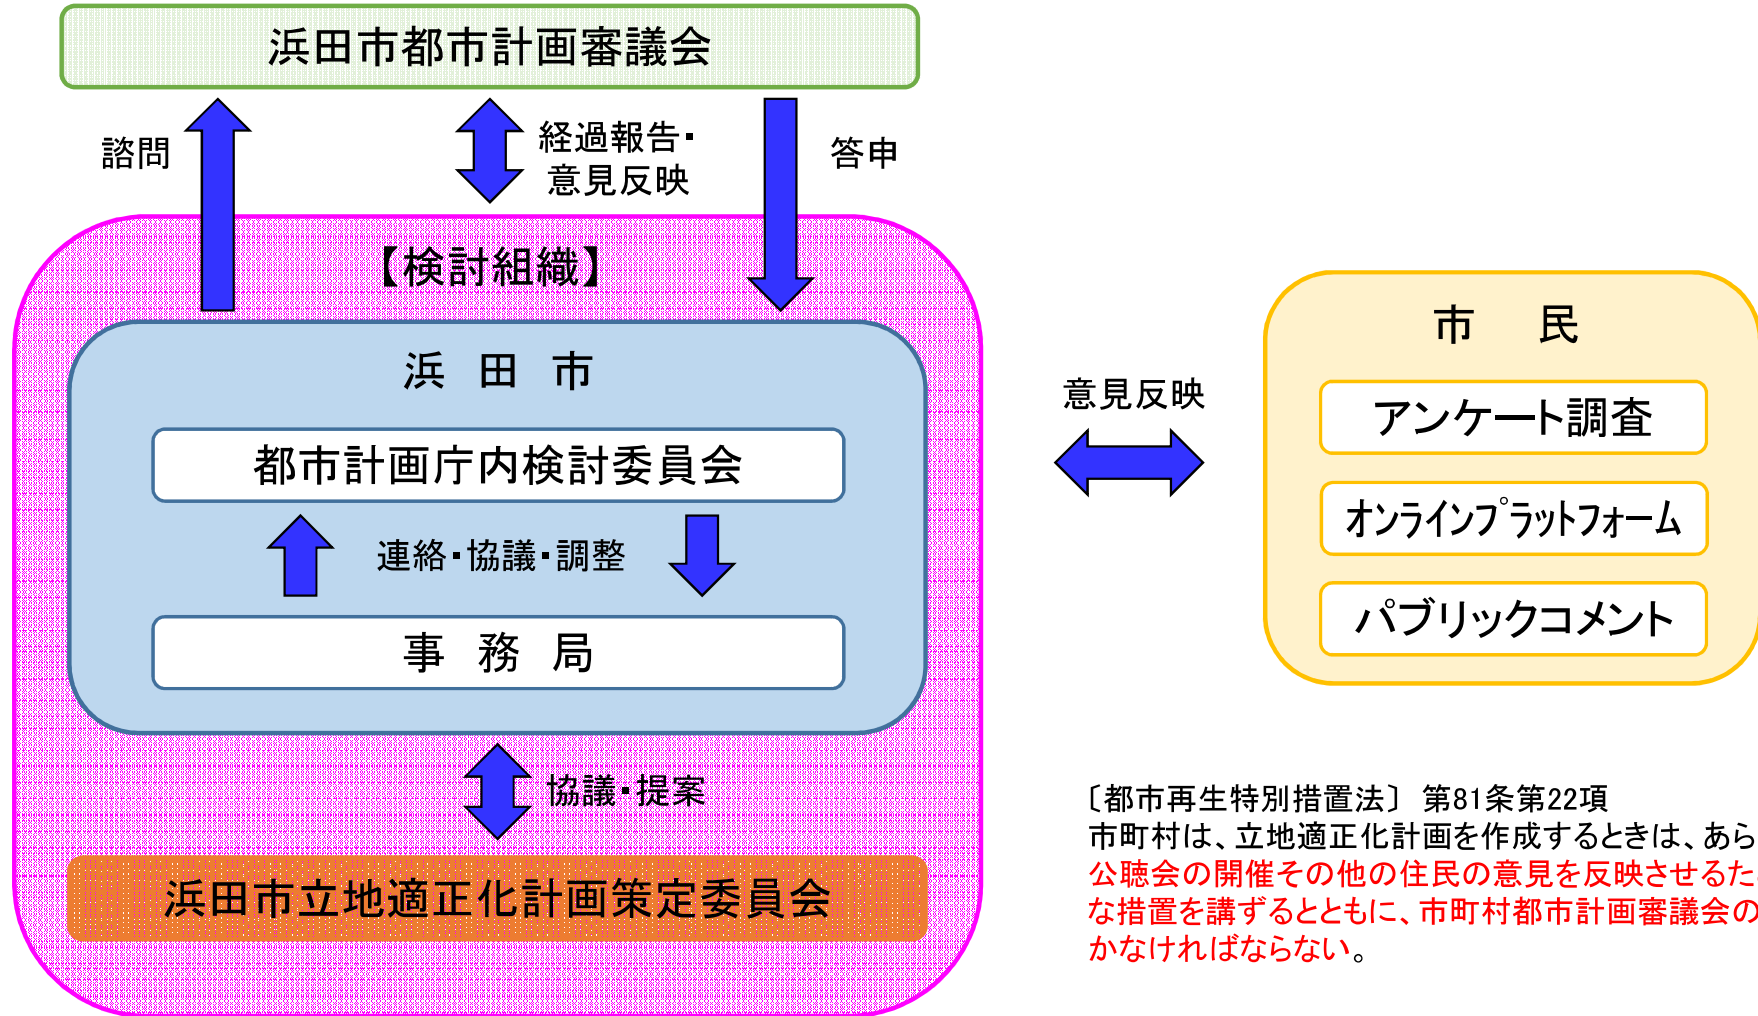 浜田市都市計画審議会
諮問
経過報告・
意見反映
答申
【検討組織】
浜　田　市
都市計画庁内検討委員会
連絡・協議・調整
事　務　局
協議・提案
浜田市立地適正化計画策定委員会
意見反映
市　民
アンケート調査
オンラインプラットフォーム
パブリックコメント
〔都市再生特別措置法〕 第81条第22項
市町村は、立地適正化計画を作成するときは、あら
公聴会の開催その他の住民の意見を反映させるた
な措置を講ずるとともに、市町村都市計画審議会の
かなければならない。